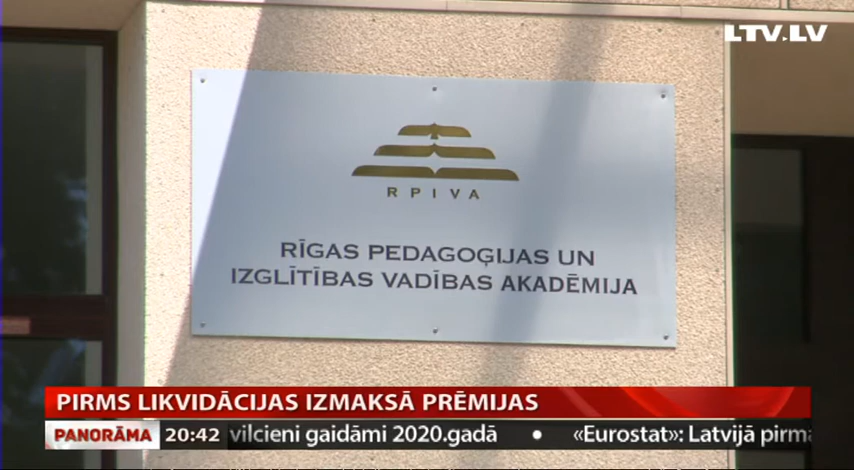 LTV.LV
RPIVA
RĪGAS PEDAGOĢIJAS UN
IZGLĪTĪBAS VADĪBAS AKADĒMIJA
PIRMS LIKVIDĀCIJAS IZMAKSĀ PRĒMIJAS
PANORĀMA 20:42 vilcieni gaidāmi 2020.gadā • «Eurostat»: Latvijā pirma